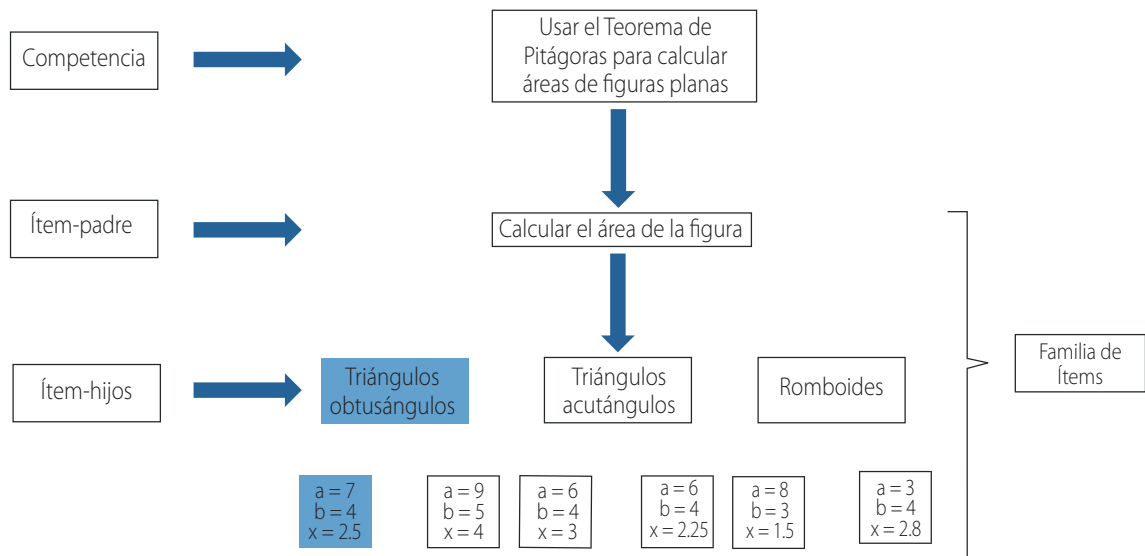 Competencia
Usar el Teorema de
Pitágoras para calcular
áreas de figuras planas
Ítem-padre
Calcular el área de la figura
Ítem-hijos
Triángulos
obtusángulos
Triángulos
acutángulos
Romboides
Familia de
Ítems
a = 7
b = 4
x = 2.5
a = 9
b = 5
x = 4
a = 6
b = 4
x = 3
a = 6
b = 4
x = 2.25
a = 8
b = 3
x = 1.5
a = 3
b = 4
x = 2.8